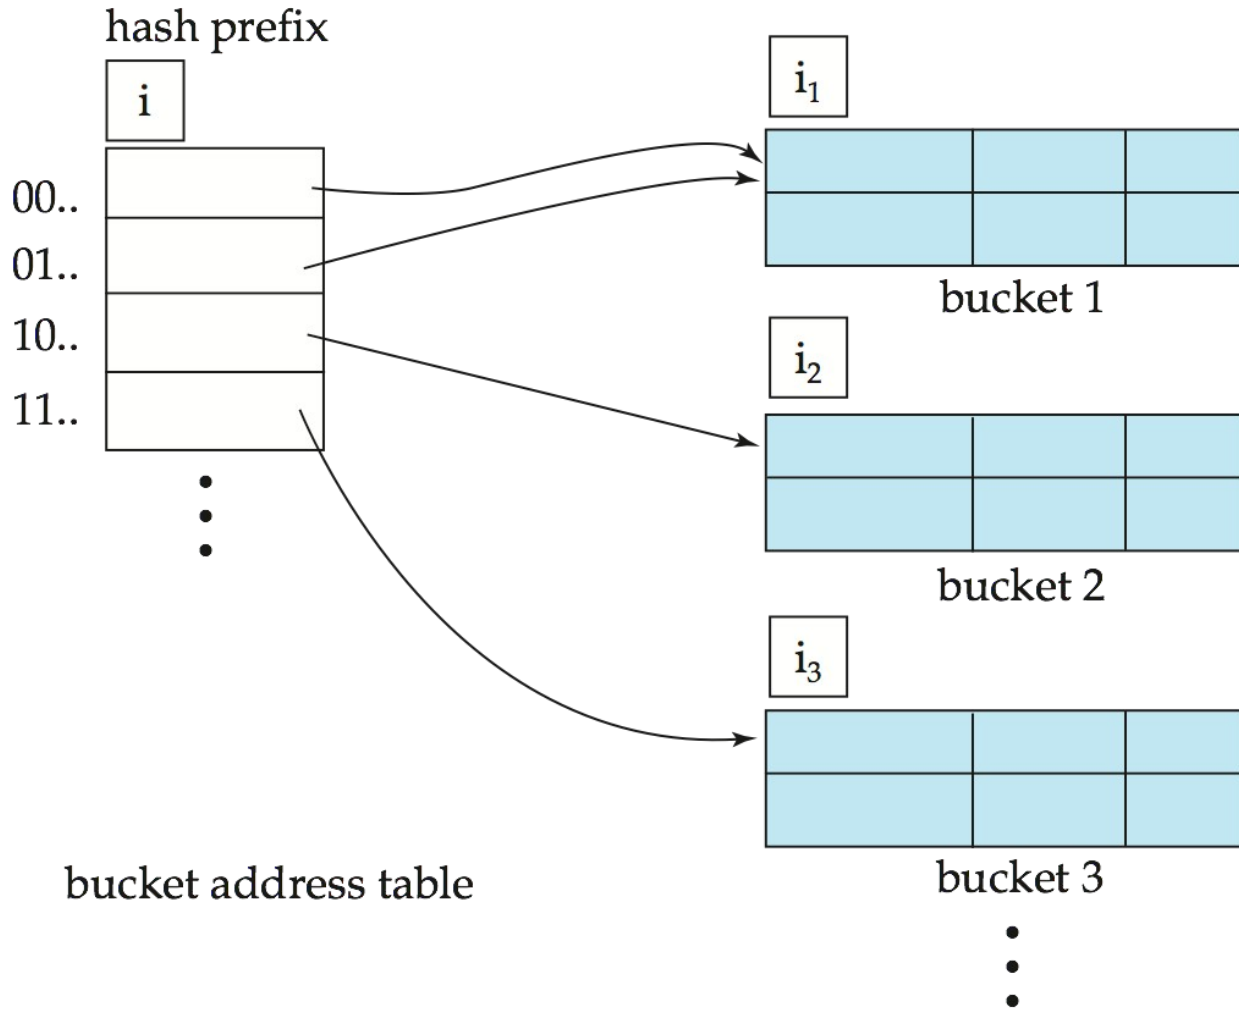 hash prefix
i
00..
01..
10..
11..
bucket address table
i₁
bucket 1
i₂
bucket 2
i₃
bucket 3